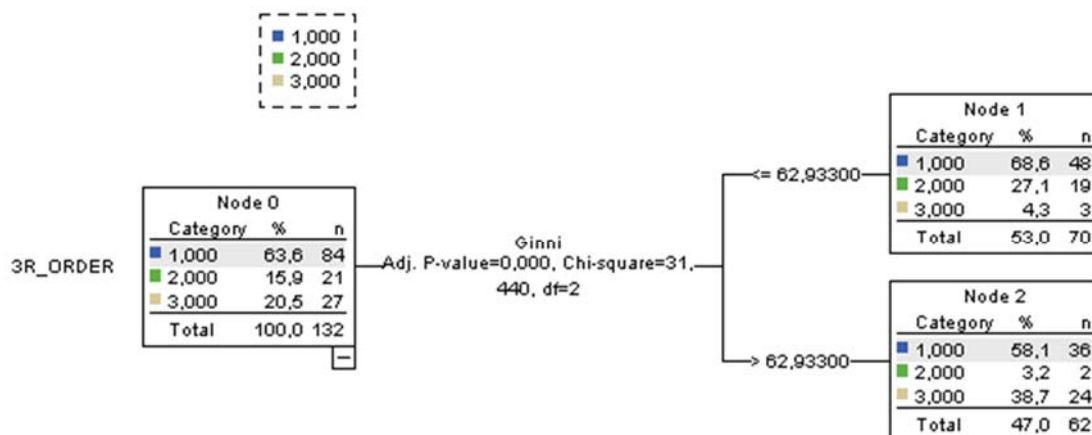 1,000
2,000
3,000
3R_ORDER
Node 0
Category % n
1,000 63,6 84
2,000 15,9 21
3,000 20,5 27
Total 100,0 132
Ginni
Adj. P-value=0,000, Chi-square=31,
440, df=2
<= 62,93300
Node 1
Category % n
1,000 68,6 48
2,000 27,1 19
3,000 4,3 3
Total 53,0 70
> 62,93300
Node 2
Category % n
1,000 58,1 36
2,000 3,2 2
3,000 38,7 24
Total 47,0 62